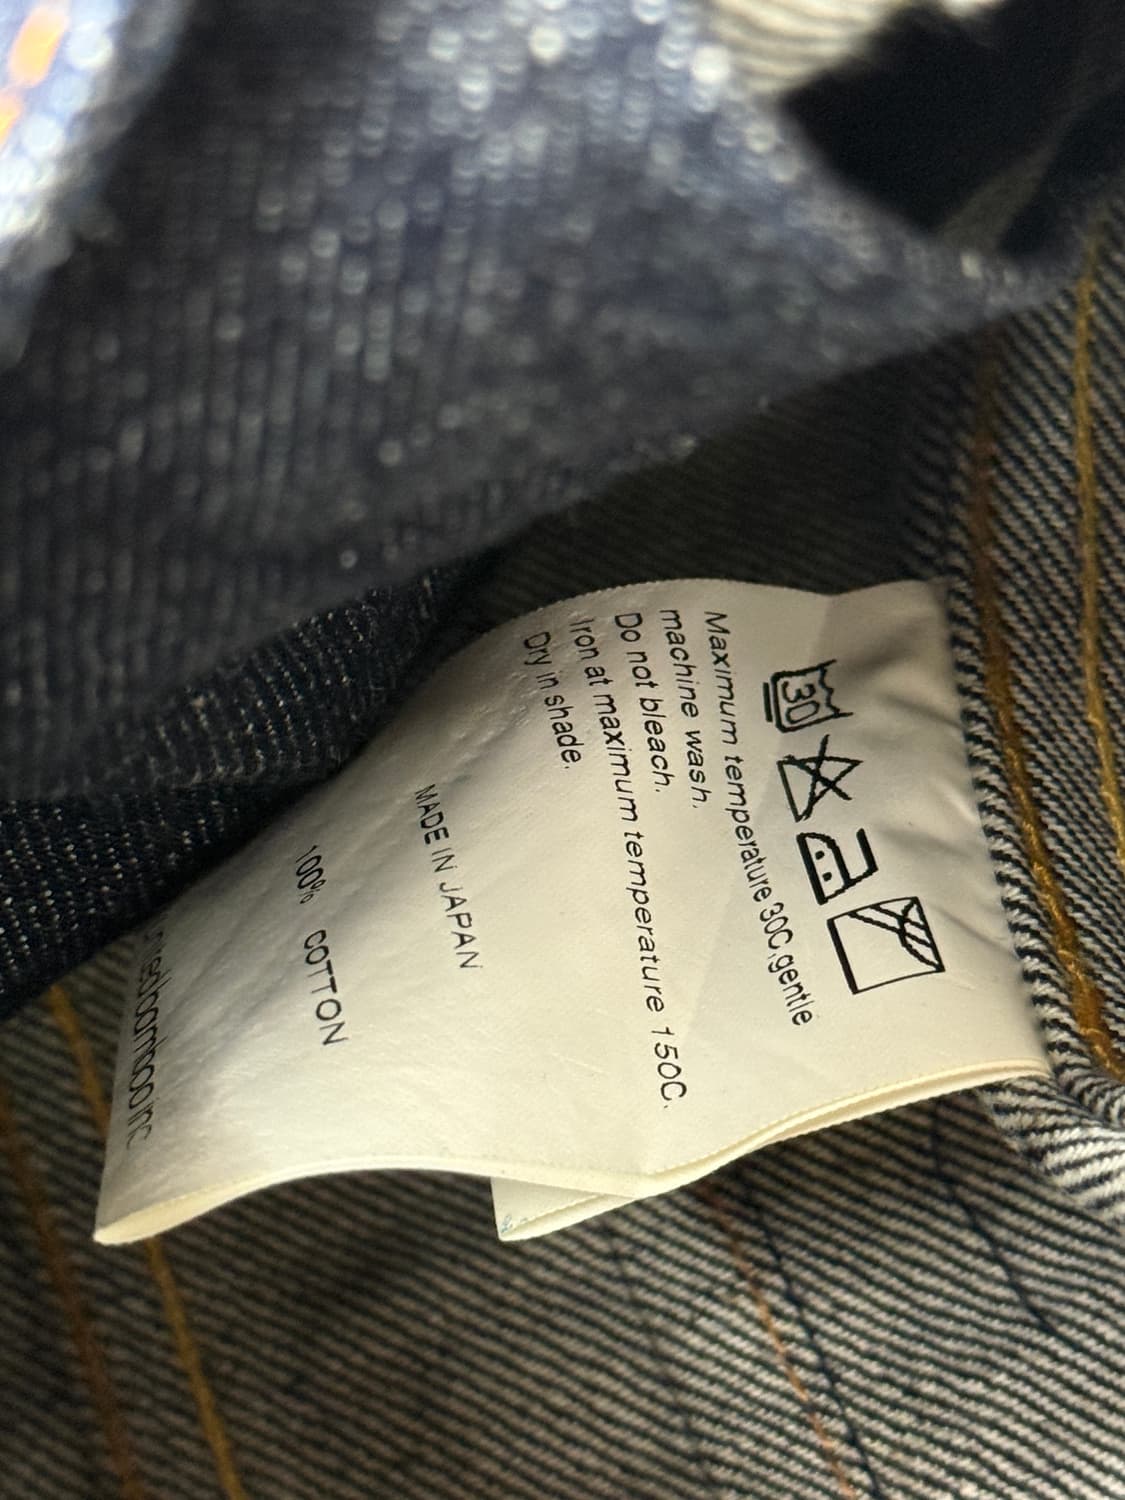 30
Maximum temperature 30C,gentle
machine wash.
Do not bleach.
Iron at maximum temperature 150C.
Dry in shade.
MADE IN JAPAN
100% COTTON